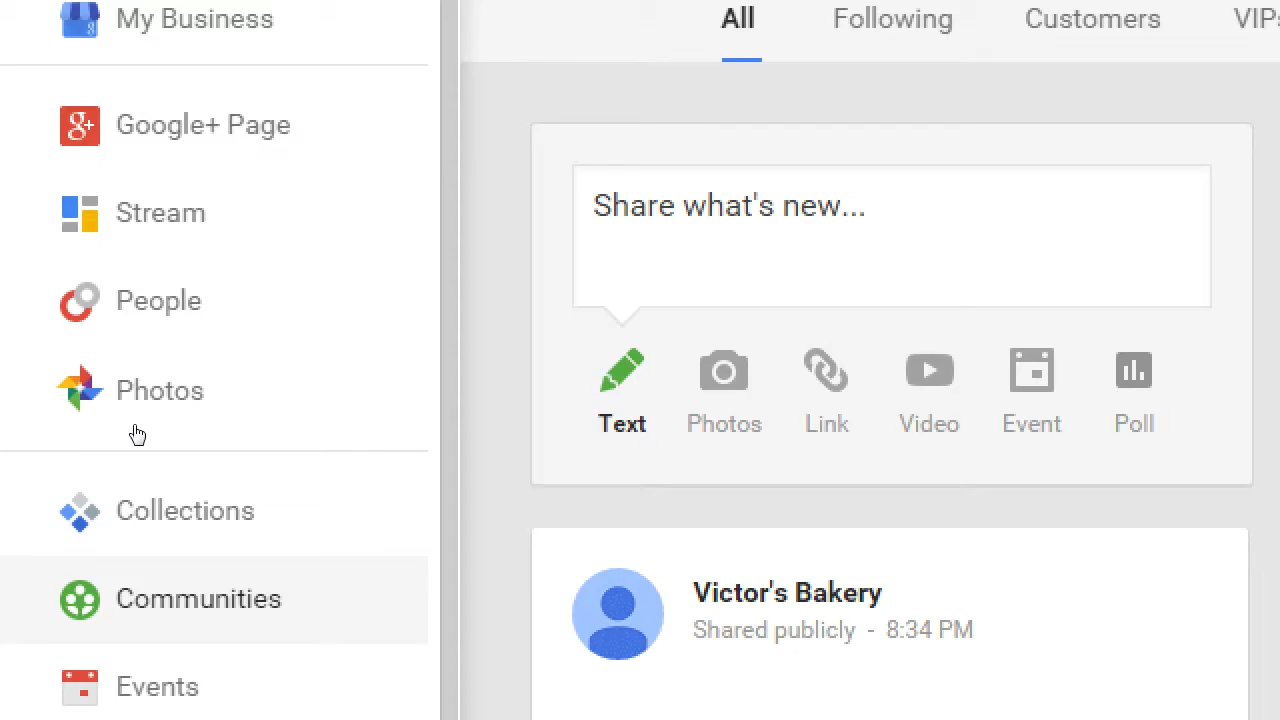 My Business
Google+ Page
Stream
People
Photos
Collections
Communities
Events
All Following Customers VIPs
Share what's new...
Text Photos Link Video Event Poll
Victor's Bakery
Shared publicly - 8:34 PM